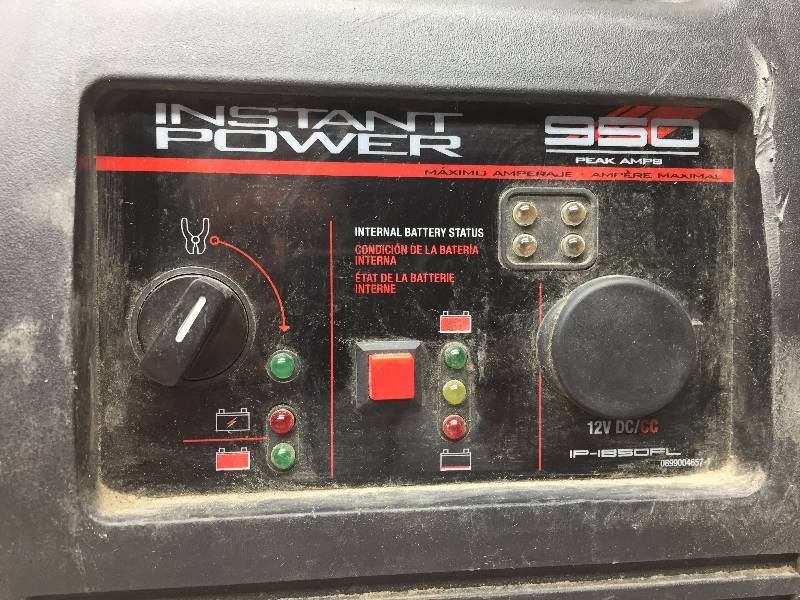 INSTANT
POWER
950
PEAK AMPS
MÁXIMO AMPERAJE - AMPÈRE MAXIMAL
INTERNAL BATTERY STATUS
CONDICIÓN DE LA BATERÍA
INTERNA
ÉTAT DE LA BATTERIE
INTERNE
12V DC/CC
IP-1850FL
0899004657